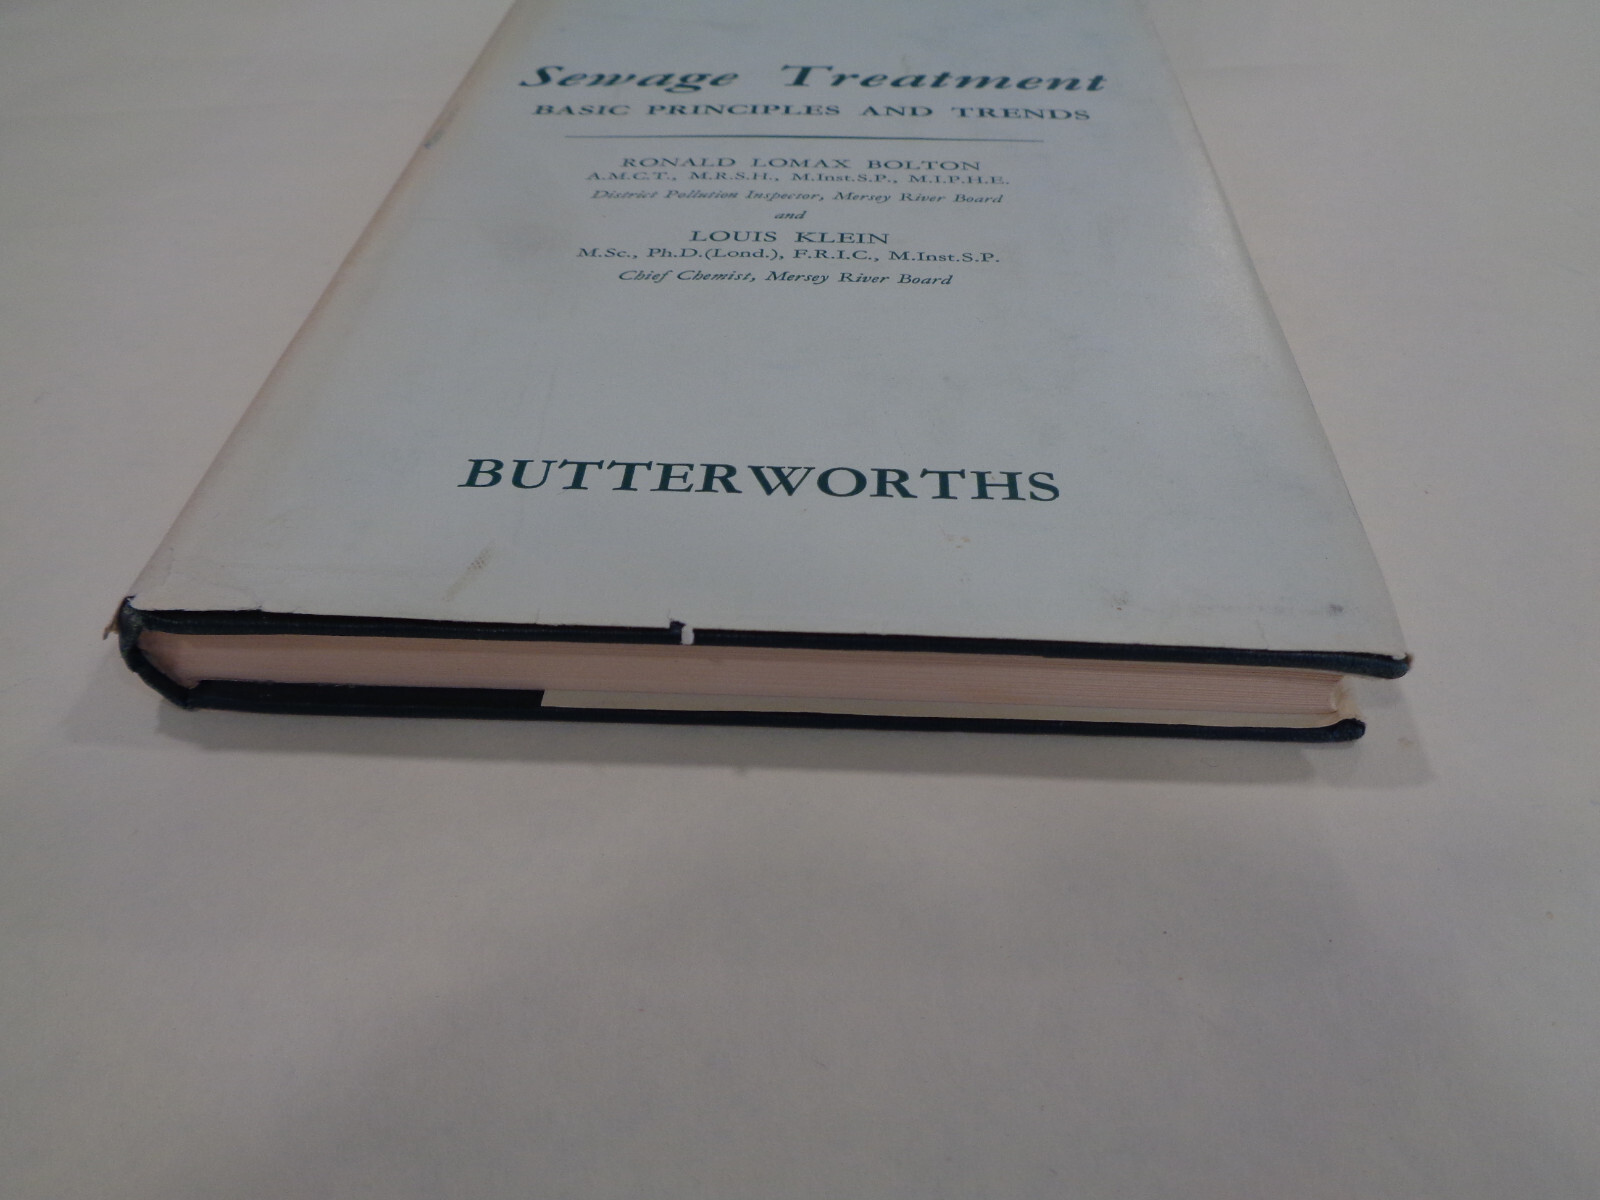 Sewage Treatment
BASIC PRINCIPLES AND TRENDS
RONALD LOMAX BOLTON
A.M.C.T., M.R.S.H., M.Inst.S.P., M.I.P.H.E.
District Pollution Inspector, Mersey River Board
and
LOUIS KLEIN
M.Sc., Ph.D.(Lond.), F.R.I.C., M.Inst.S.P.
Chief Chemist, Mersey River Board
BUTTERWORTHS